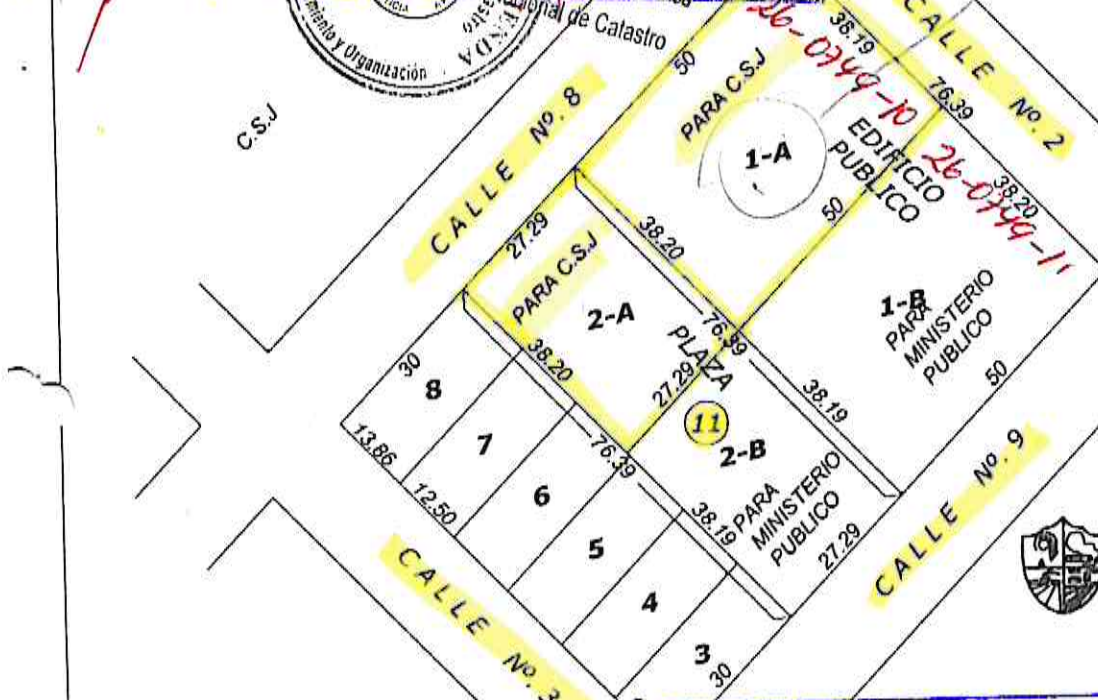 miento y Organización
onal de Catastro
C.S.J
CALLE Nº. 8
CALLE Nº. 2
50
PARA C.S.J
1-A
38.19
76.39
26-0749-10
EDIFICIO
PUBLICO
38.20
26-0749-11
50
1-B
PARA
MINISTERIO
PUBLICO
50
27.29
38.20
PARA C.S.J
2-A
76.39
PLAZA
38.20
27.29
11
38.19
2-B
PARA
MINISTERIO
PUBLICO
27.29
38.19
76.39
30
8
7
6
5
4
3
30
13.86
12.50
CALLE Nº. 9
CALLE Nº. 3